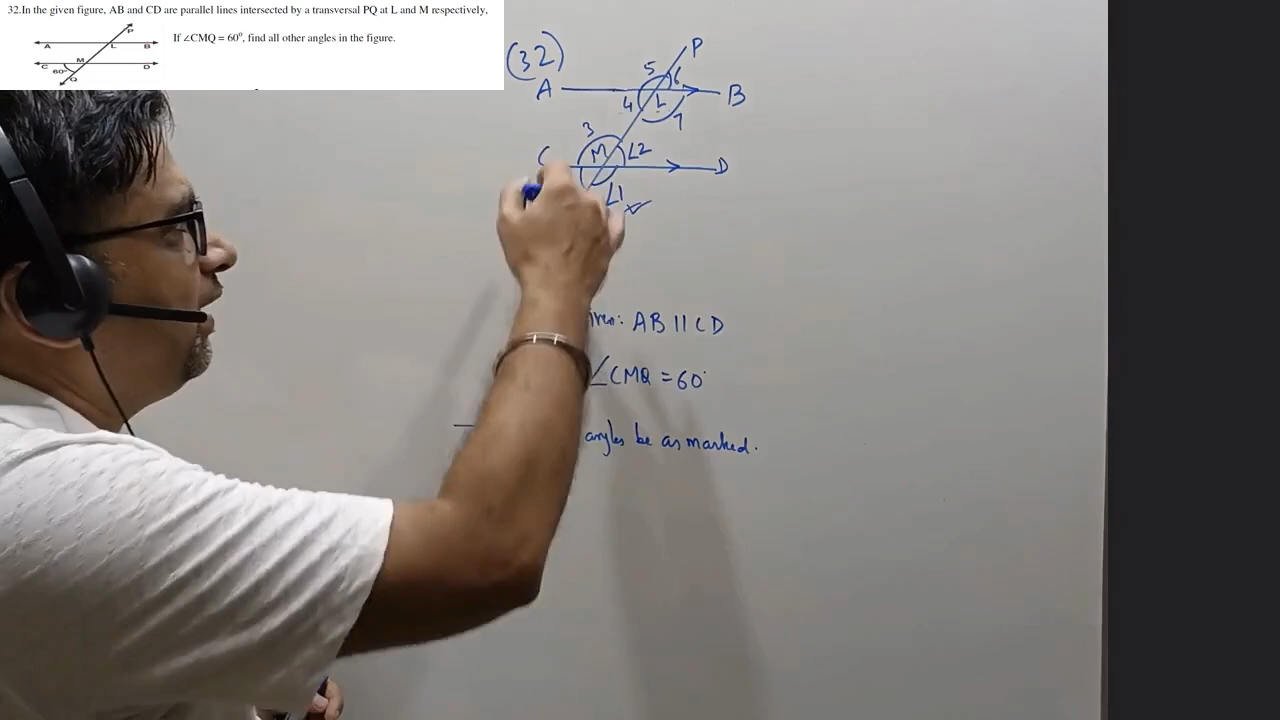 32.In the given figure, AB and CD are parallel lines intersected by a transversal PQ at L and M respectively,
If ∠CMQ = 60°, find all other angles in the figure.
P
A L B
C M D
60°
Q
(32)
P
5 6
A B
4 L 7
3
C M ∠2
D
∠1
AB || CD
∠CMQ = 60°
angles be as marked.